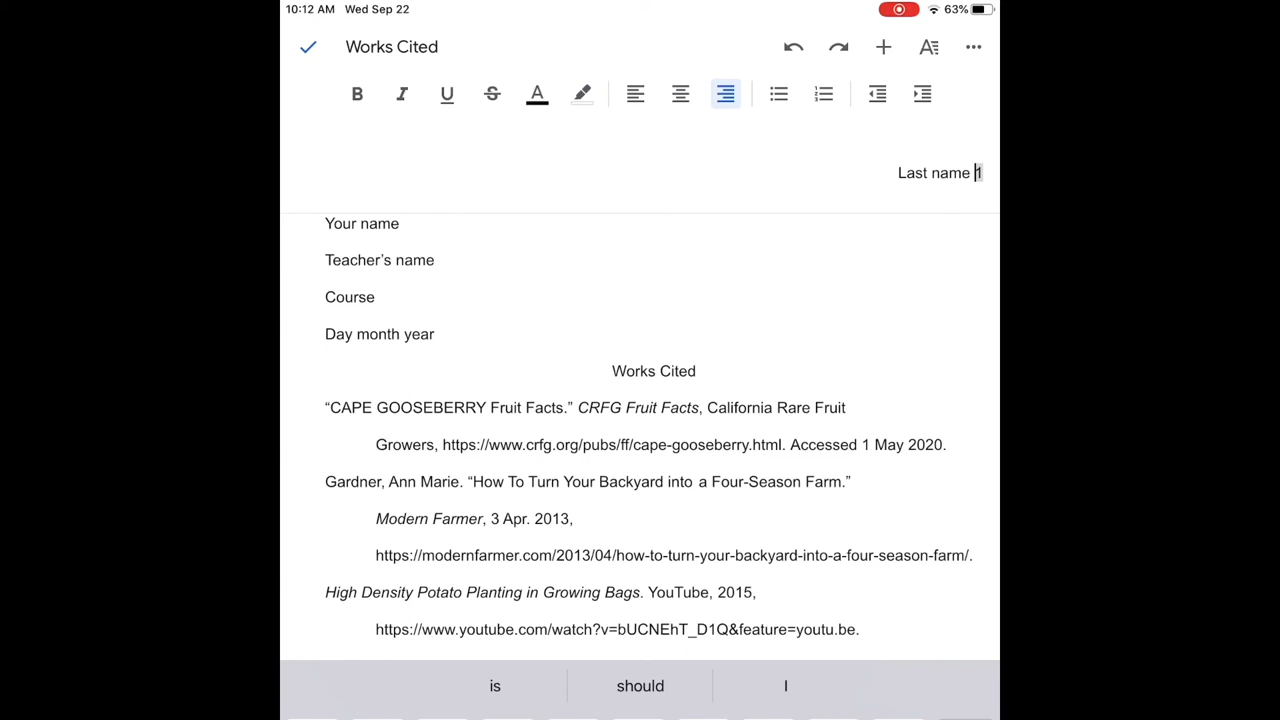 10:12 AM Wed Sep 22
63%
Works Cited
B I U S A
Last name 1
Your name
Teacher’s name
Course
Day month year
Works Cited
“CAPE GOOSEBERRY Fruit Facts.” CRFG Fruit Facts, California Rare Fruit
Growers, https://www.crfg.org/pubs/ff/cape-gooseberry.html. Accessed 1 May 2020.
Gardner, Ann Marie. “How To Turn Your Backyard into a Four-Season Farm.”
Modern Farmer, 3 Apr. 2013,
https://modernfarmer.com/2013/04/how-to-turn-your-backyard-into-a-four-season-farm/.
High Density Potato Planting in Growing Bags. YouTube, 2015,
https://www.youtube.com/watch?v=bUCNEhT_D1Q&feature=youtu.be.
is should I